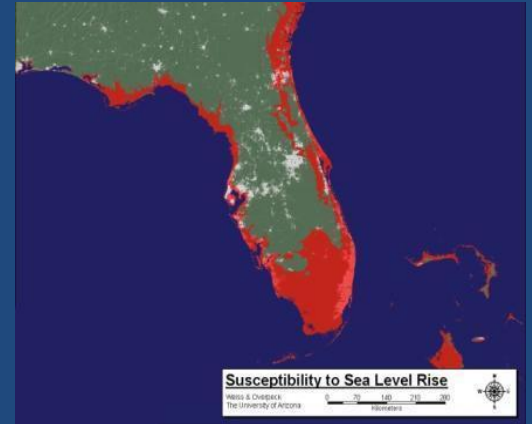 Susceptibility to Sea Level Rise
Weiss & Overpeck
The University of Arizona
0 70 140 210 280
Kilometers
N
W E
S